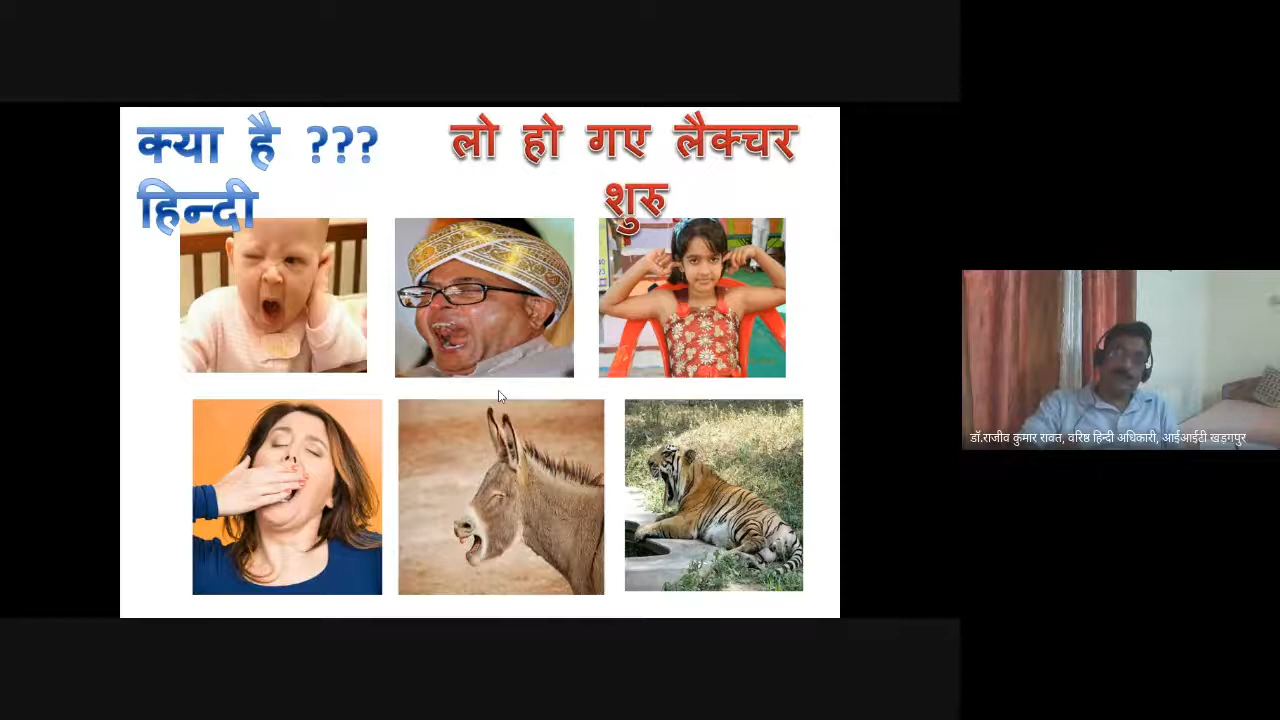 क्या है ???
हिन्दी
लो हो गए लैक्चर
शुरु
डॉ.राजीव कुमार रावत, वरिष्ठ हिन्दी अधिकारी, आईआईटी खड़गपुर